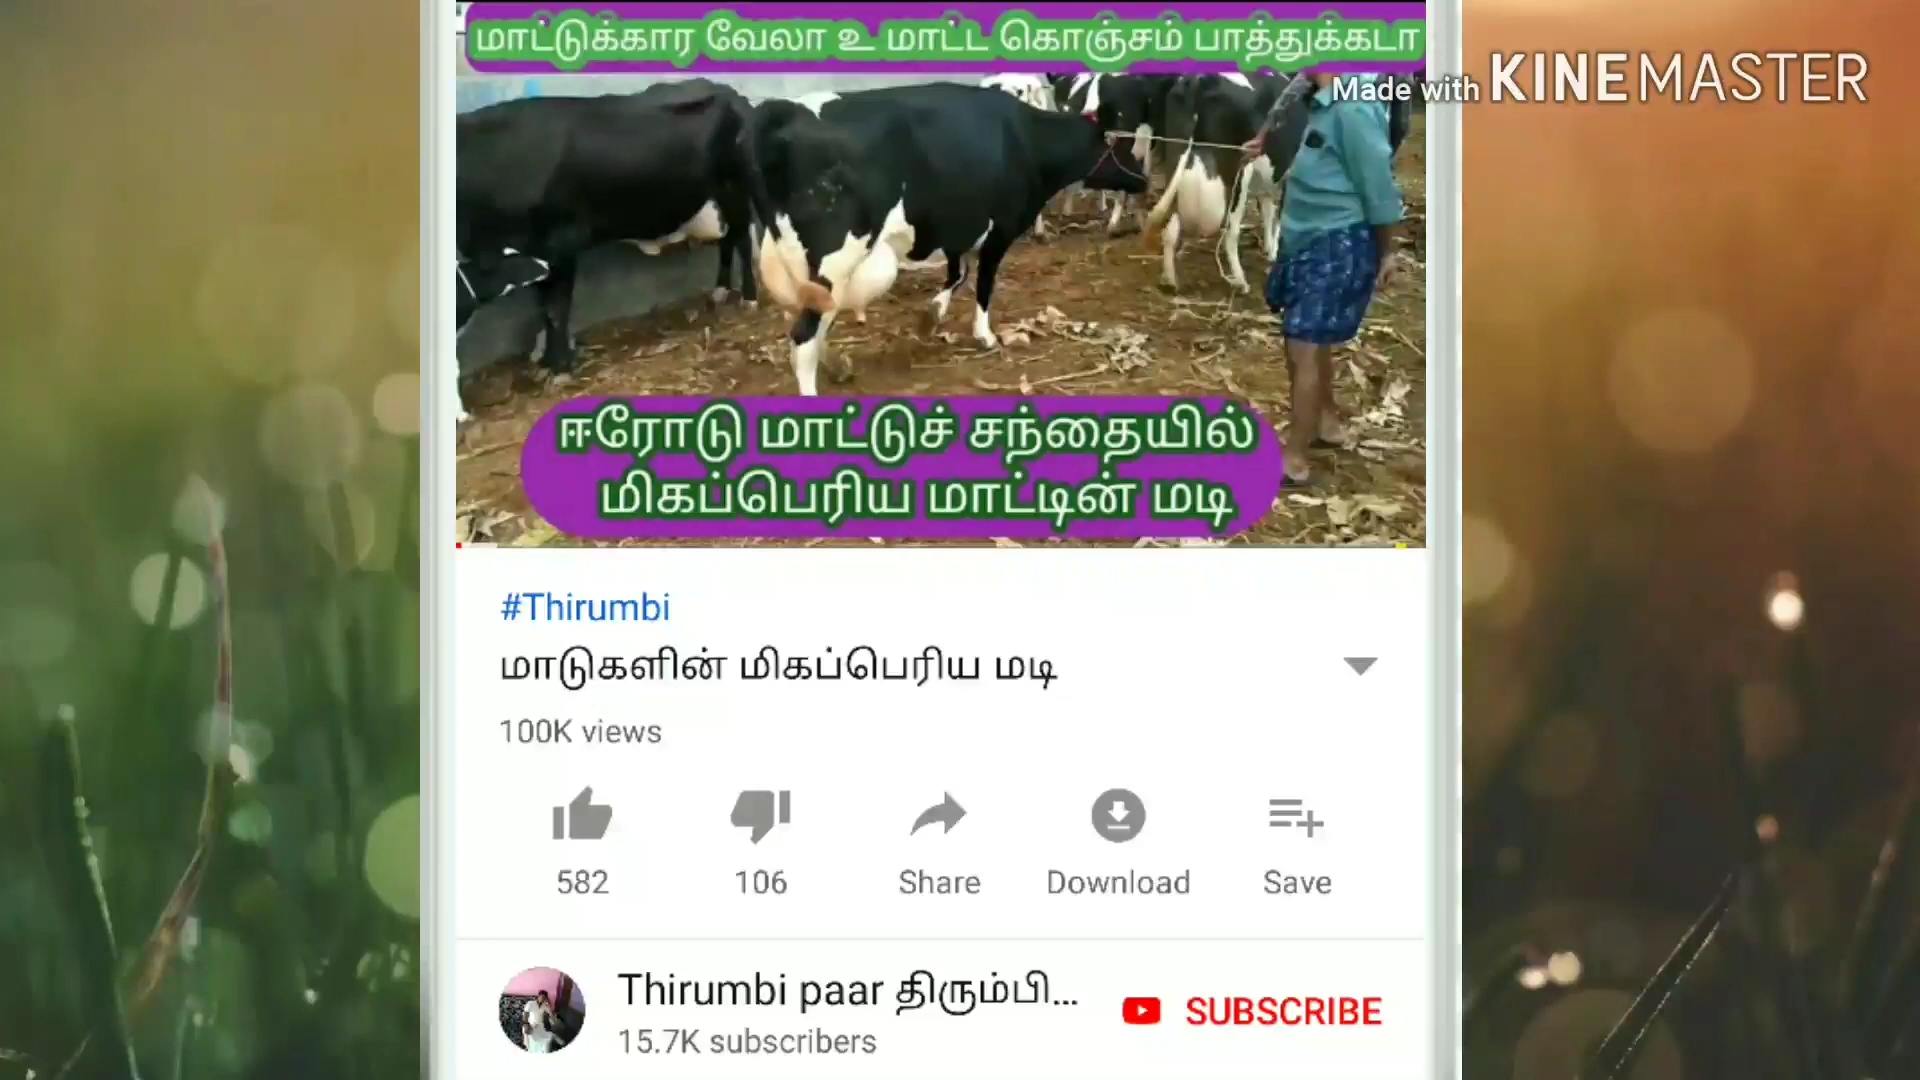 மாட்டுக்கார வேலா உ மாட்ட கொஞ்சம் பாத்துக்கடா
Made with KINEMASTER
ஈரோடு மாட்டுச் சந்தையில்
மிகப்பெரிய மாட்டின் மடி
#Thirumbi
மாடுகளின் மிகப்பெரிய மடி
100K views
582
106
Share
Download
Save
Thirumbi paar திரும்பி...
15.7K subscribers
SUBSCRIBE